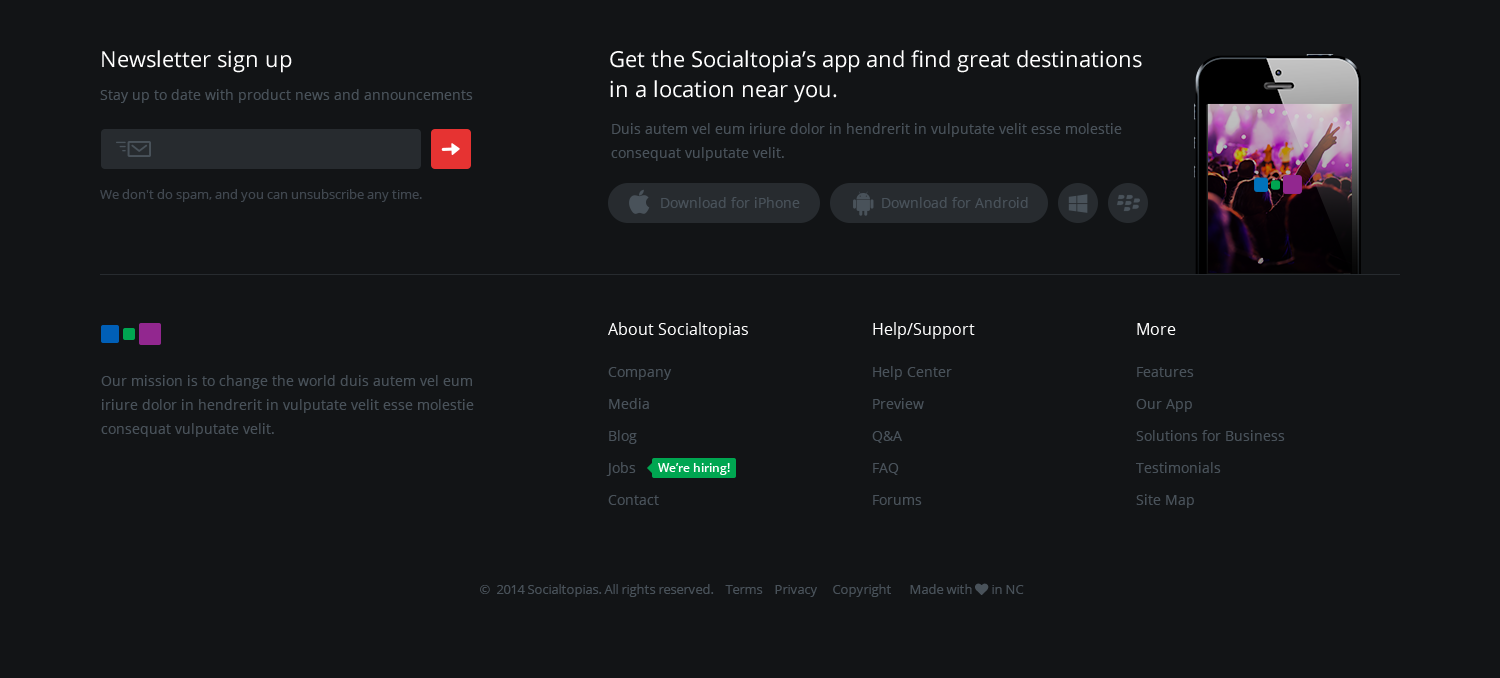 Newsletter sign up
Stay up to date with product news and announcements
We don't do spam, and you can unsubscribe any time.
Get the Socialtopia’s app and find great destinations
in a location near you.
Duis autem vel eum iriure dolor in hendrerit in vulputate velit esse molestie
consequat vulputate velit.
Download for iPhone
Download for Android
Our mission is to change the world duis autem vel eum
iriure dolor in hendrerit in vulputate velit esse molestie
consequat vulputate velit.
About Socialtopias
Company
Media
Blog
Jobs We’re hiring!
Contact
Help/Support
Help Center
Preview
Q&A
FAQ
Forums
More
Features
Our App
Solutions for Business
Testimonials
Site Map
© 2014 Socialtopias. All rights reserved. Terms Privacy Copyright Made with ♥ in NC